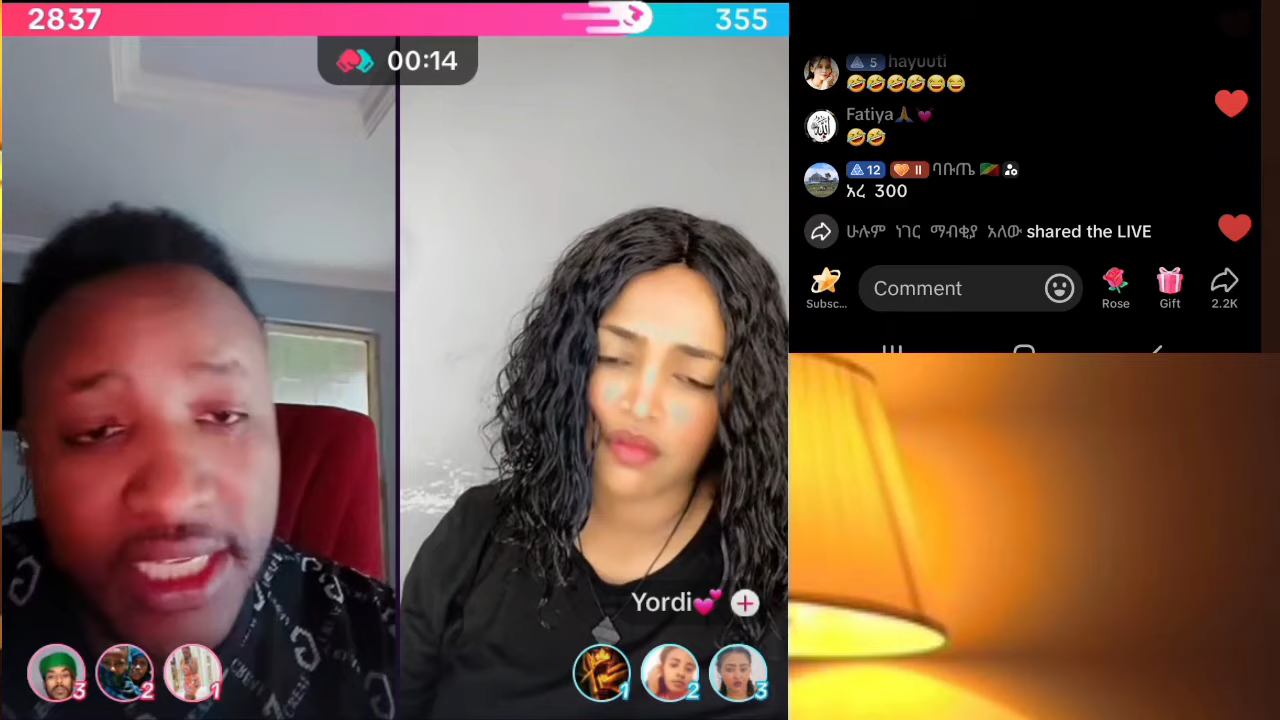 2837
355
00:14
5 hayuuti
🤣🤣🤣🤣😂😂
Fatiya🙏💓
🤣🤣
12 II ባቡጤ
አረ 300
ሁሉም ነገር ማብቂያ አለው shared the LIVE
Subsc...
Comment
Rose
Gift
2.2K
Yordi💕
3
2
1
1
2
3